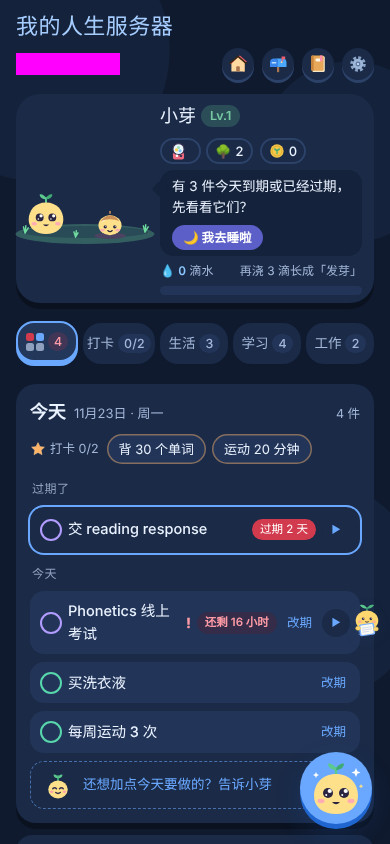 我的人生服务器
小芽 Lv.1
2 0
有 3 件今天到期或已经过期，
先看看它们？
我去睡啦
0 滴水 再浇 3 滴长成「发芽」
4 打卡 0/2 生活 3 学习 4 工作 2
今天 11月23日 · 周一 4 件
打卡 0/2 背 30 个单词 运动 20 分钟
过期了
交 reading response 过期 2 天
今天
Phonetics 线上
考试 ! 还剩 16 小时 改期
买洗衣液 改期
每周运动 3 次 改期
还想加点今天要做的？告诉小芽